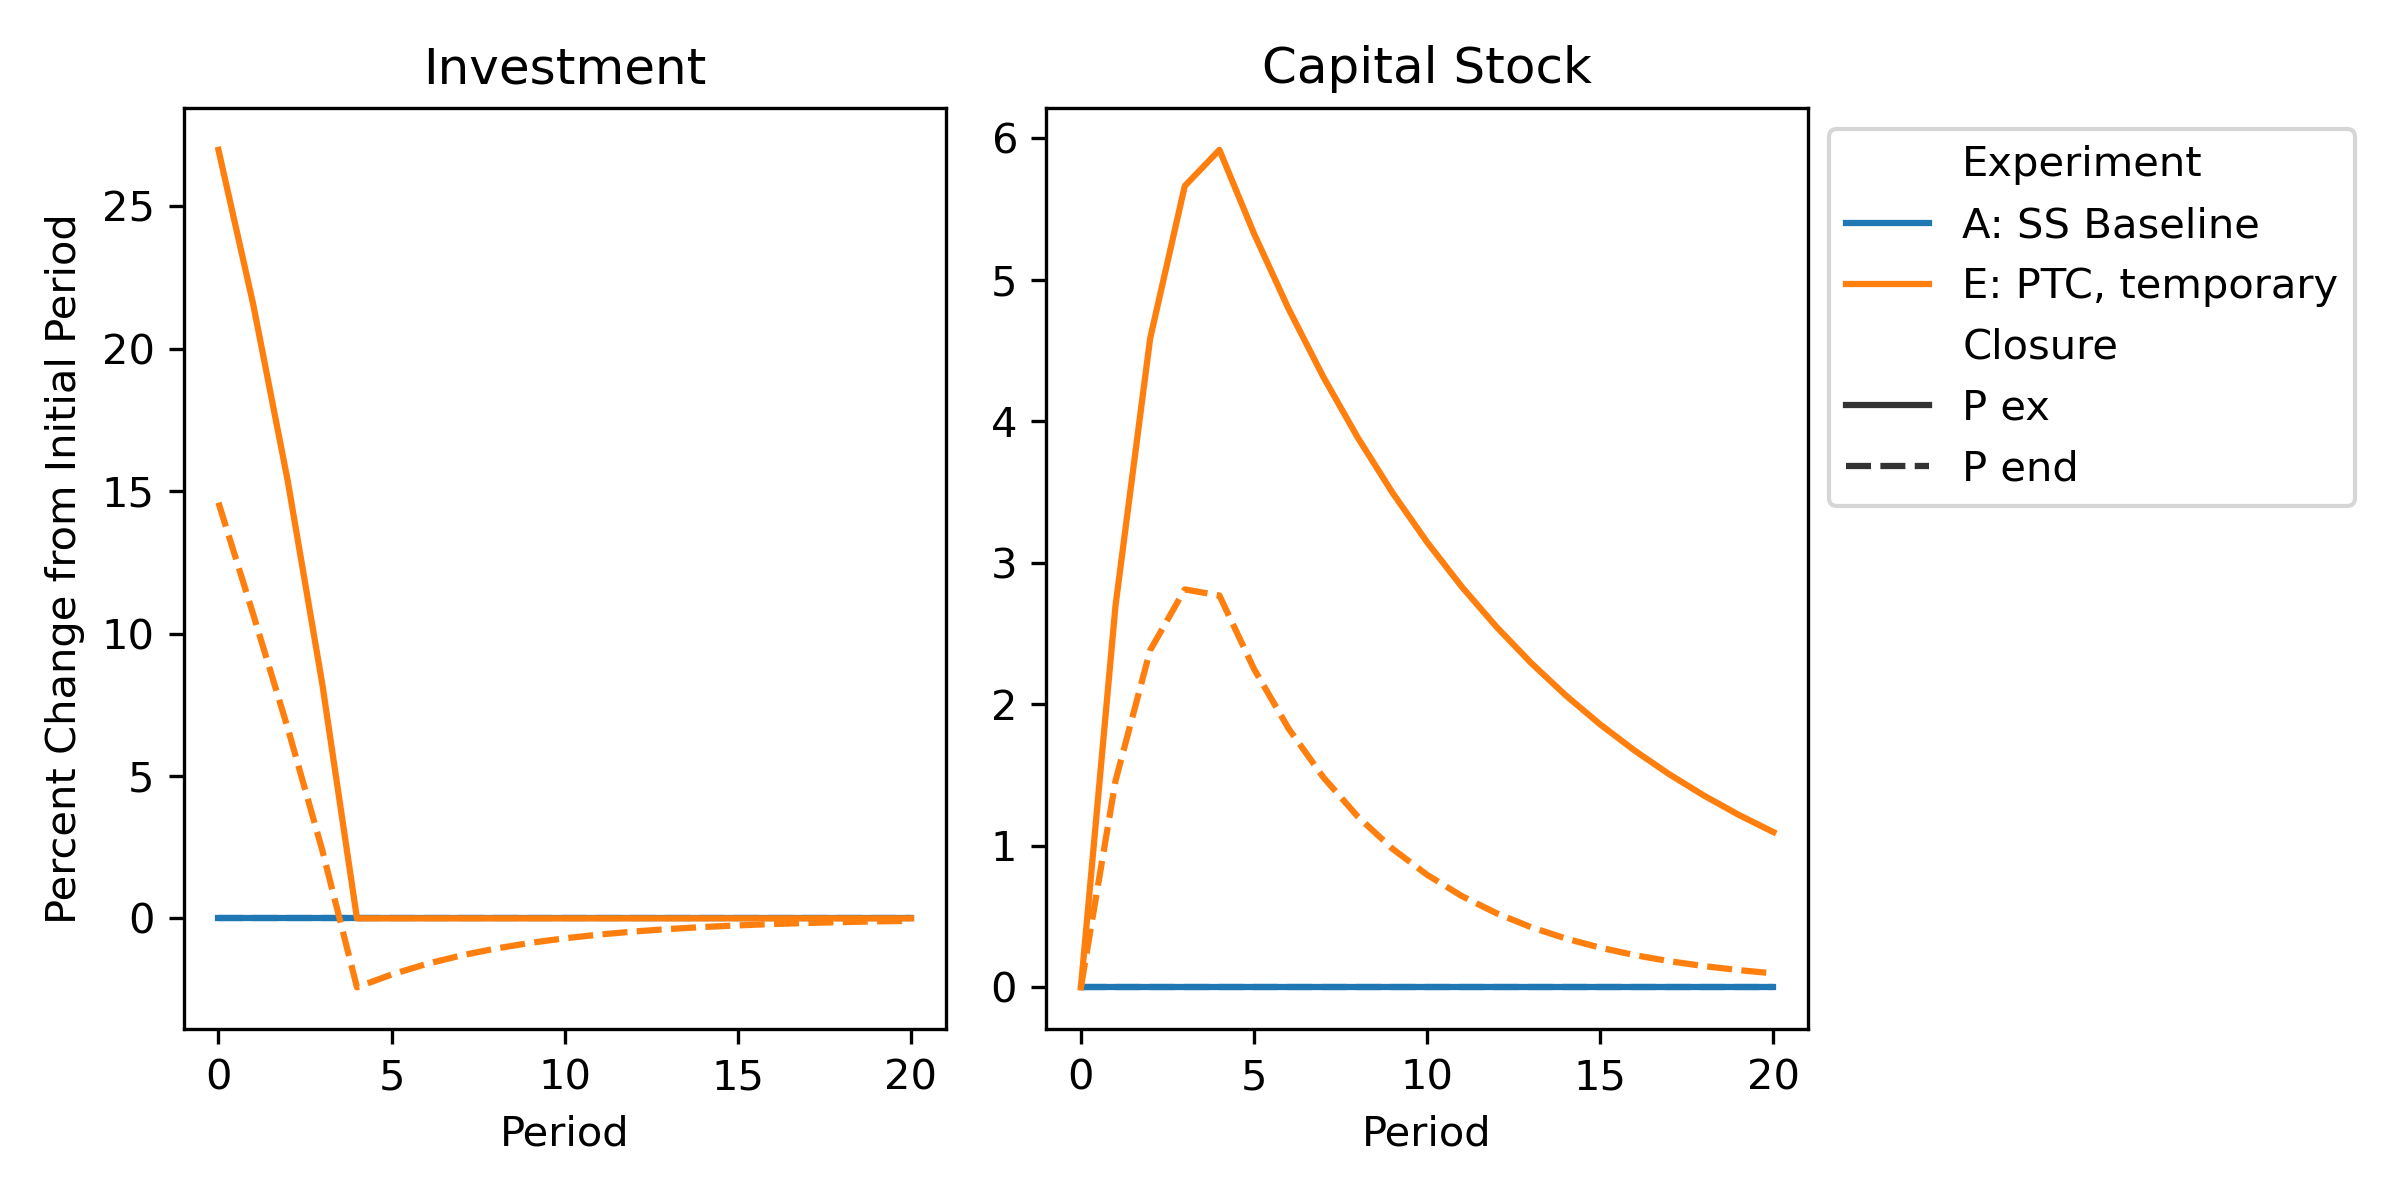 Investment
Capital Stock
Percent Change from Initial Period
25
20
15
10
5
0
0 5 10 15 20
Period
6
5
4
3
2
1
0
0 5 10 15 20
Period
Experiment
A: SS Baseline
E: PTC, temporary
Closure
P ex
P end